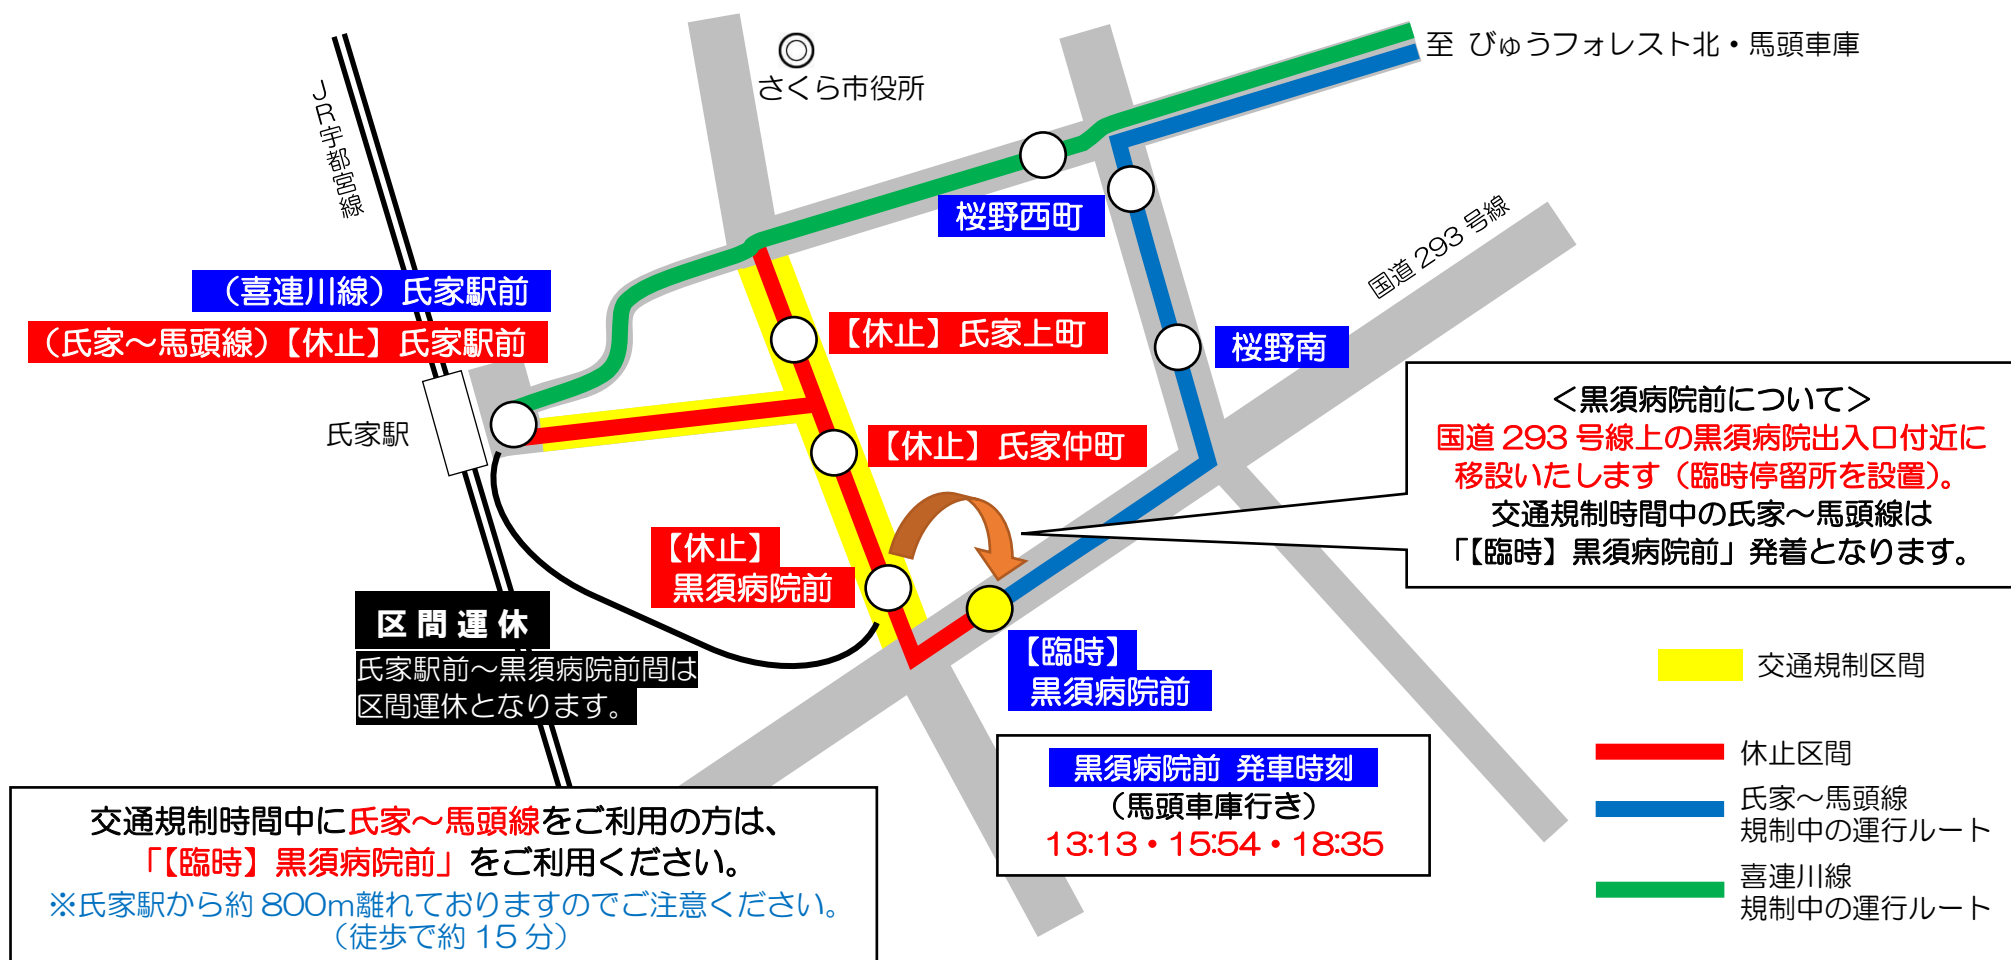 至 びゅうフォレスト北・馬頭車庫
さくら市役所
JR宇都宮線
桜野西町
国道 293 号線
（喜連川線）氏家駅前
（氏家～馬頭線）【休止】氏家駅前
【休止】氏家上町
桜野南
氏家駅
【休止】氏家仲町
＜黒須病院前について＞
国道 293 号線上の黒須病院出入口付近に
移設いたします（臨時停留所を設置）。
交通規制時間中の氏家～馬頭線は
「【臨時】黒須病院前」発着となります。
【休止】
黒須病院前
区間運休
氏家駅前～黒須病院前間は
区間運休となります。
【臨時】
黒須病院前
交通規制区間
休止区間
氏家～馬頭線
規制中の運行ルート
喜連川線
規制中の運行ルート
黒須病院前 発車時刻
（馬頭車庫行き）
13:13・15:54・18:35
交通規制時間中に氏家～馬頭線をご利用の方は、
「【臨時】黒須病院前」をご利用ください。
※氏家駅から約 800m離れておりますのでご注意ください。
（徒歩で約 15 分）